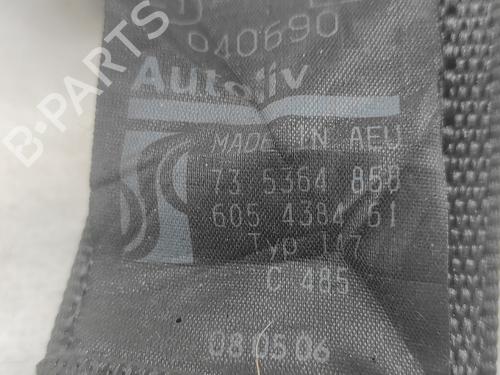 040690
Autoliv
MADE IN AEU
73 5364 858
605 4384 61
Typ 147
C 485
08 05 06
B-PARTS